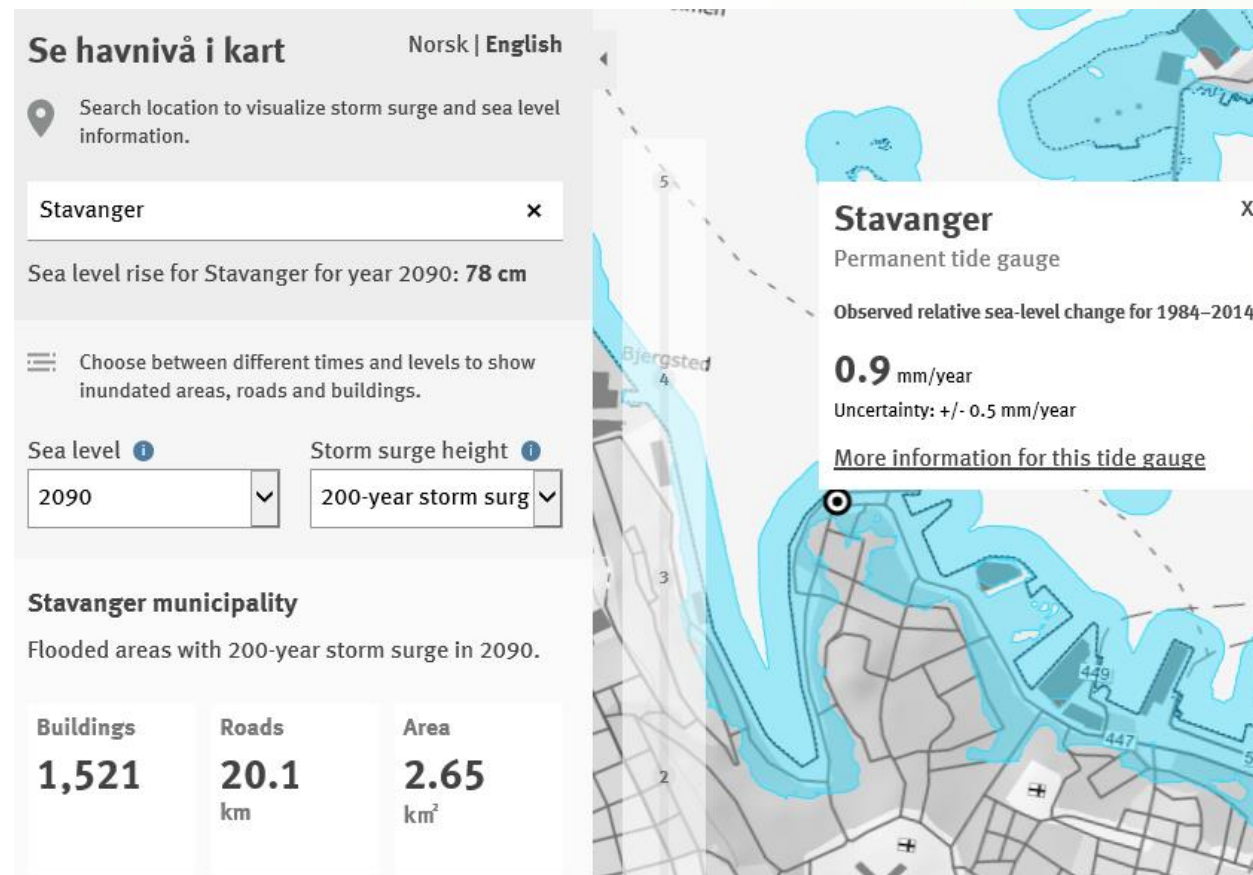 Se havnivå i kart
Norsk | English
Search location to visualize storm surge and sea level
information.
Stavanger
×
Sea level rise for Stavanger for year 2090: 78 cm
Choose between different times and levels to show
inundated areas, roads and buildings.
Sea level i
Storm surge height i
2090
200-year storm surg
Stavanger municipality
Flooded areas with 200-year storm surge in 2090.
Buildings
1,521
Roads
20.1
km
Area
2.65
km²
5
4
3
2
Bjergsted
X
Stavanger
Permanent tide gauge
Observed relative sea-level change for 1984–2014
0.9 mm/year
Uncertainty: +/- 0.5 mm/year
More information for this tide gauge
449
447
5